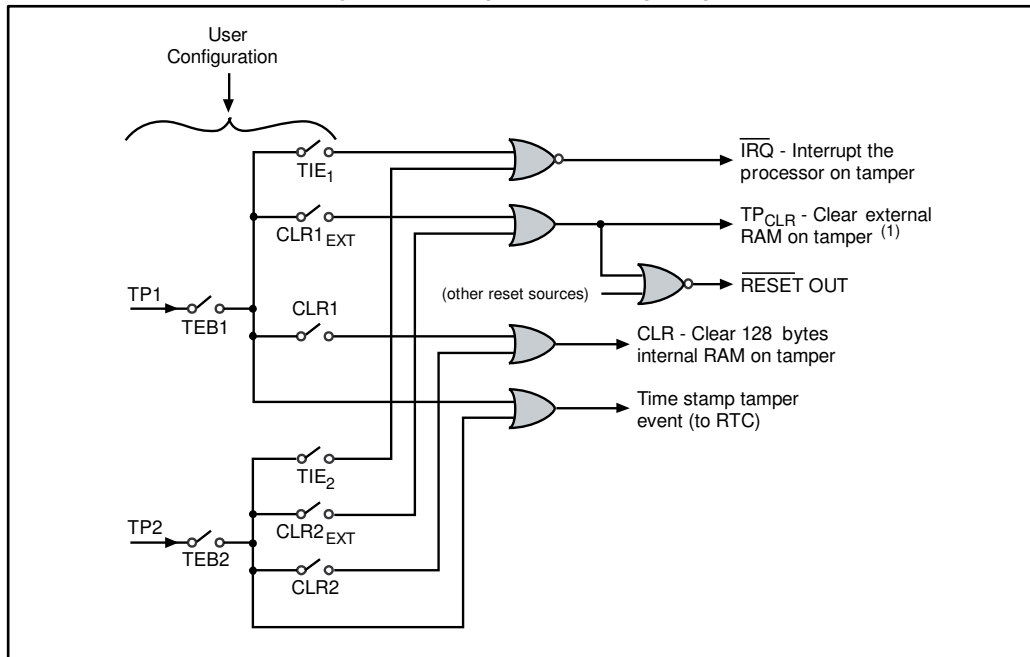 User
Configuration
TIE1
CLR1EXT
TP1
TEB1
CLR1
TIE2
CLR2EXT
TP2
TEB2
CLR2
(other reset sources)
IRQ - Interrupt the
processor on tamper
TPCLR - Clear external
RAM on tamper (1)
RESET OUT
CLR - Clear 128 bytes
internal RAM on tamper
Time stamp tamper
event (to RTC)